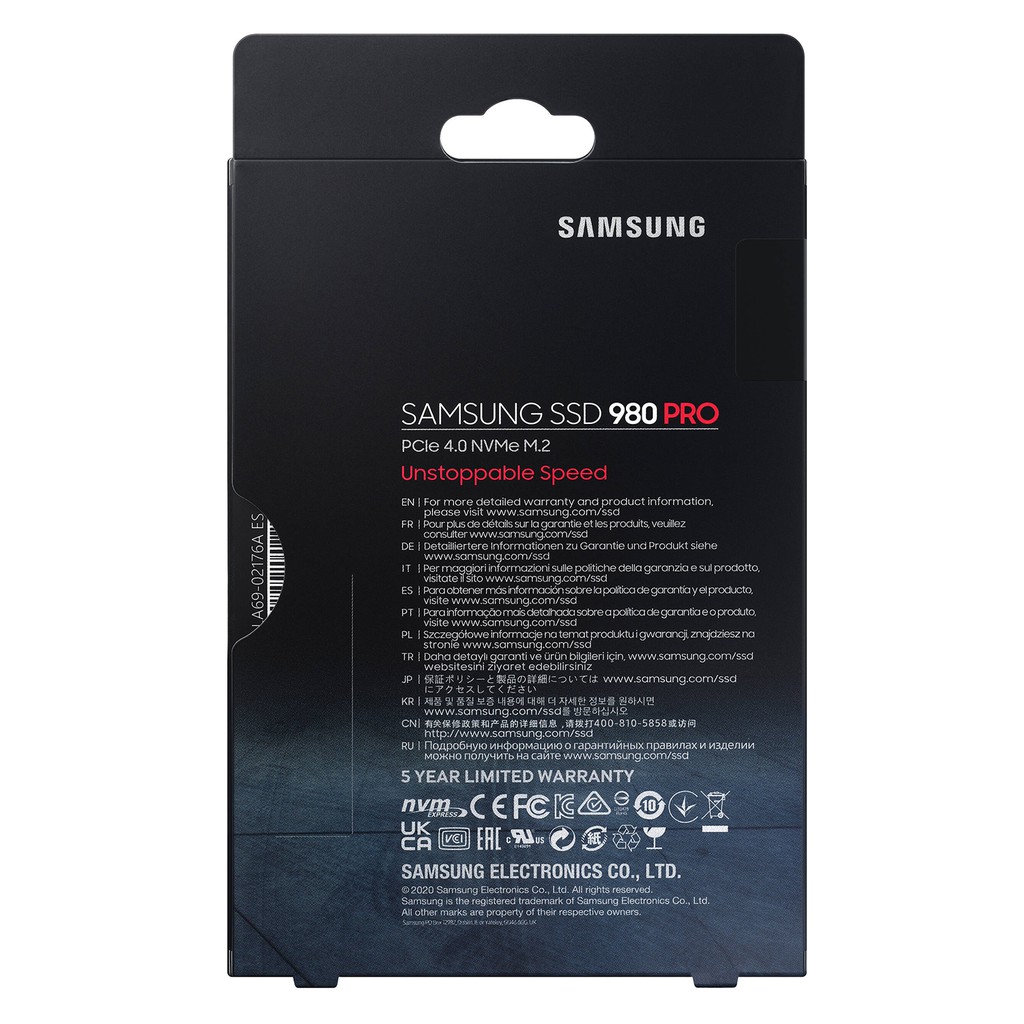 SAMSUNG
SAMSUNG SSD 980 PRO
PCIe 4.0 NVMe M.2
Unstoppable Speed
EN | For more detailed warranty and product information,
please visit www.samsung.com/ssd
FR | Pour plus de détails sur la garantie et les produits, veuillez
consulter www.samsung.com/ssd
DE | Detailliertere Informationen zu Garantie und Produkt siehe
www.samsung.com/ssd
IT | Per maggiori informazioni sulle politiche della garanzia e sul prodotto,
visitate il sito www.samsung.com/ssd
ES | Para obtener más información sobre la política de garantía y el producto,
visite www.samsung.com/ssd
PT | Para informação mais detalhada sobre a política de garantia e o produto,
visite www.samsung.com/ssd
PL | Szczegółowe informacje na temat produktu i gwarancji, znajdziesz na
stronie www.samsung.com/ssd
TR | Daha detaylı garanti ve ürün bilgileri için, www.samsung.com/ssd
websitesini ziyaret edebilirsiniz
JP | 保証ポリシーと製品の詳細については www.samsung.com/ssd
にアクセスしてください
KR | 제품 및 품질 보증 내용에 대해 더 자세한 정보를 원하시면
www.samsung.com/ssd를 방문하십시오
CN | 有关保修政策和产品的详细信息，请拨打400-810-5858或访问
http://www.samsung.com/ssd
RU | Подробную информацию о гарантийных правилах и изделии
можно получить на сайте www.samsung.com/ssd
LA69-02176A ES
5 YEAR LIMITED WARRANTY
nvm EXPRESS CE FC KC 10
UK CA VCI EAC c UL US 紙
SAMSUNG ELECTRONICS CO., LTD.
© 2020 Samsung Electronics Co., Ltd. All rights reserved.
Samsung is the registered trademark of Samsung Electronics Co., Ltd.
All other marks are property of their respective owners.